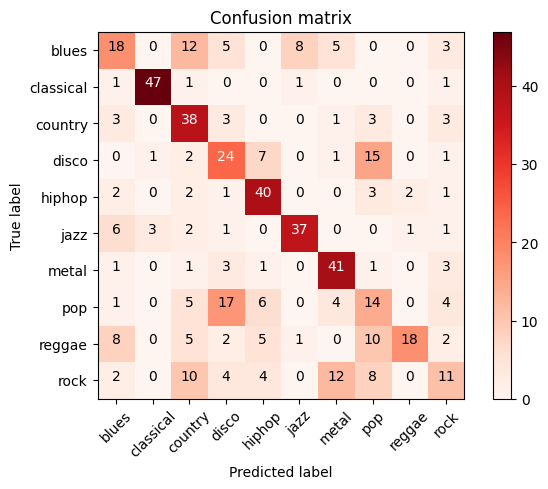 Confusion matrix
True label
blues 18 0 12 5 0 8 5 0 0 3
classical 1 47 1 0 0 1 0 0 0 1
country 3 0 38 3 0 0 1 3 0 3
disco 0 1 2 24 7 0 1 15 0 1
hiphop 2 0 2 1 40 0 0 3 2 1
jazz 6 3 2 1 0 37 0 0 1 1
metal 1 0 1 3 1 0 41 1 0 3
pop 1 0 5 17 6 0 4 14 0 4
reggae 8 0 5 2 5 1 0 10 18 2
rock 2 0 10 4 4 0 12 8 0 11
blues classical country disco hiphop jazz metal pop reggae rock
Predicted label
40
30
20
10
0